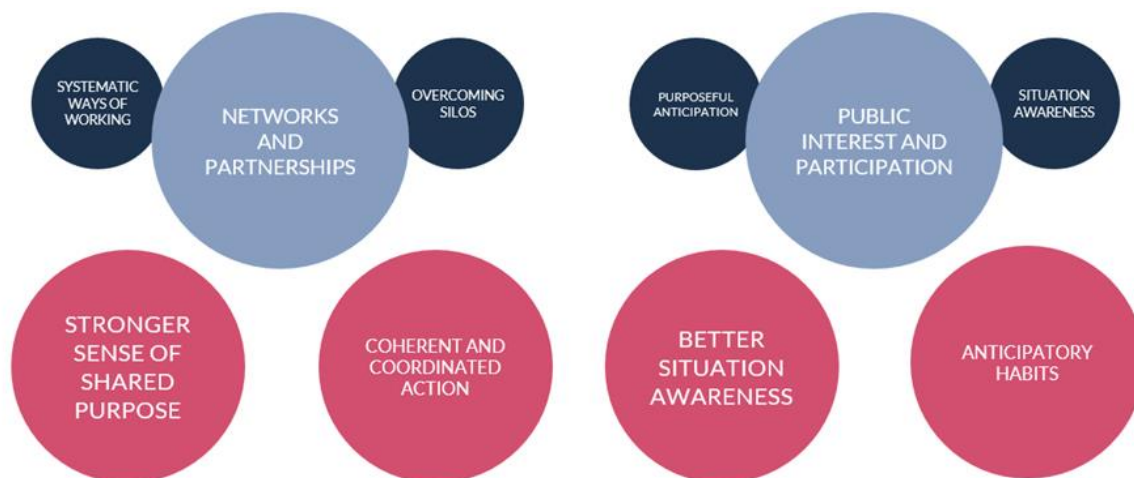 SYSTEMATIC
WAYS OF
WORKING
NETWORKS
AND
PARTNERSHIPS
OVERCOMING
SILOS
STRONGER
SENSE OF
SHARED
PURPOSE
COHERENT AND
COORDINATED
ACTION
PURPOSEFUL
ANTICIPATION
PUBLIC
INTEREST AND
PARTICIPATION
SITUATION
AWARENESS
BETTER
SITUATION
AWARENESS
ANTICIPATORY
HABITS